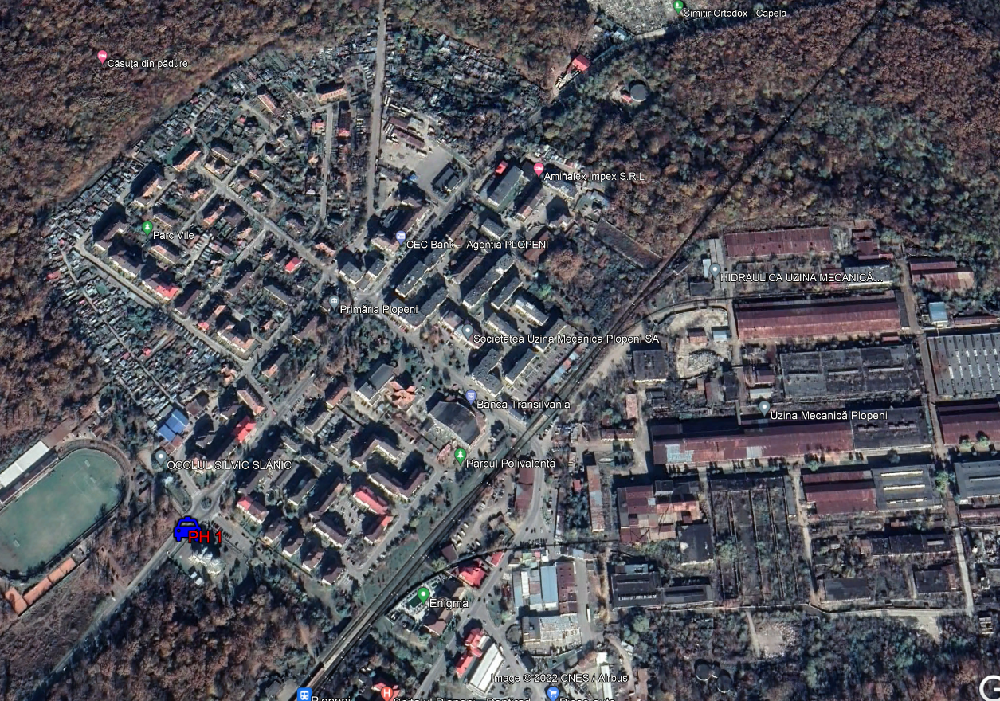 Cimitir Ortodox - Capela
Căsuța din pădure
Amihalex impex S.R.L
Parc Vile
CEC Bank - Agentia PLOPENI
HIDRAULICA UZINA MECANICĂ...
Primăria Plopeni
Societatea Uzina Mecanica Plopeni SA
Banca Transilvania
Uzina Mecanică Plopeni
Parcul Polivalentă
OCOLUL SILVIC SLĂNIC
PH 1
Enigma
Image © 2022 CNES / Airbus
G
Plopeni
H